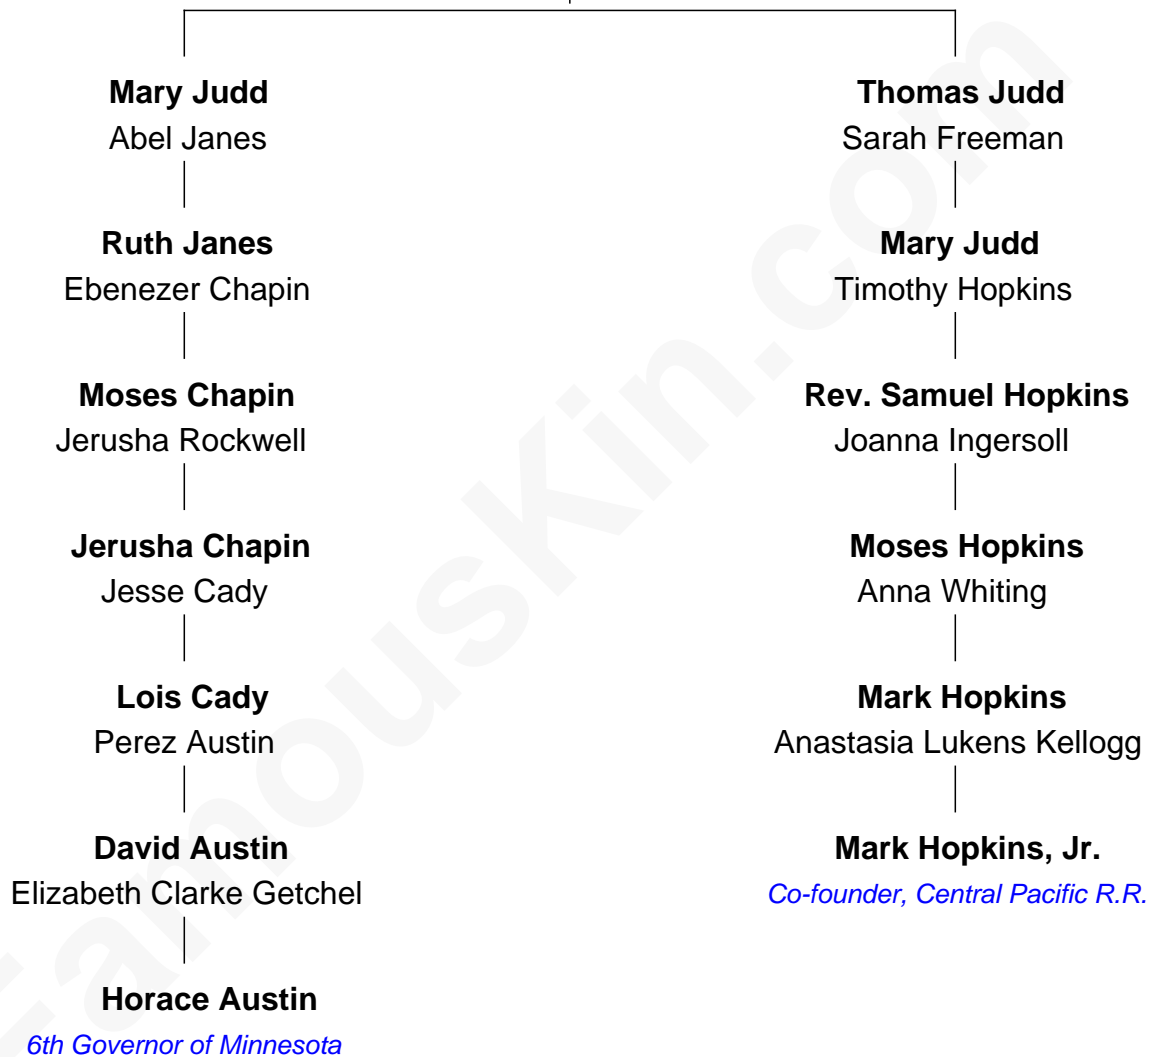 Mary Judd
Abel Janes
Thomas Judd
Sarah Freeman
Ruth Janes
Ebenezer Chapin
Mary Judd
Timothy Hopkins
Moses Chapin
Jerusha Rockwell
Rev. Samuel Hopkins
Joanna Ingersoll
Jerusha Chapin
Jesse Cady
Moses Hopkins
Anna Whiting
Lois Cady
Perez Austin
Mark Hopkins
Anastasia Lukens Kellogg
David Austin
Elizabeth Clarke Getchel
Mark Hopkins, Jr.
Co-founder, Central Pacific R.R.
Horace Austin
6th Governor of Minnesota
FamousKin.com